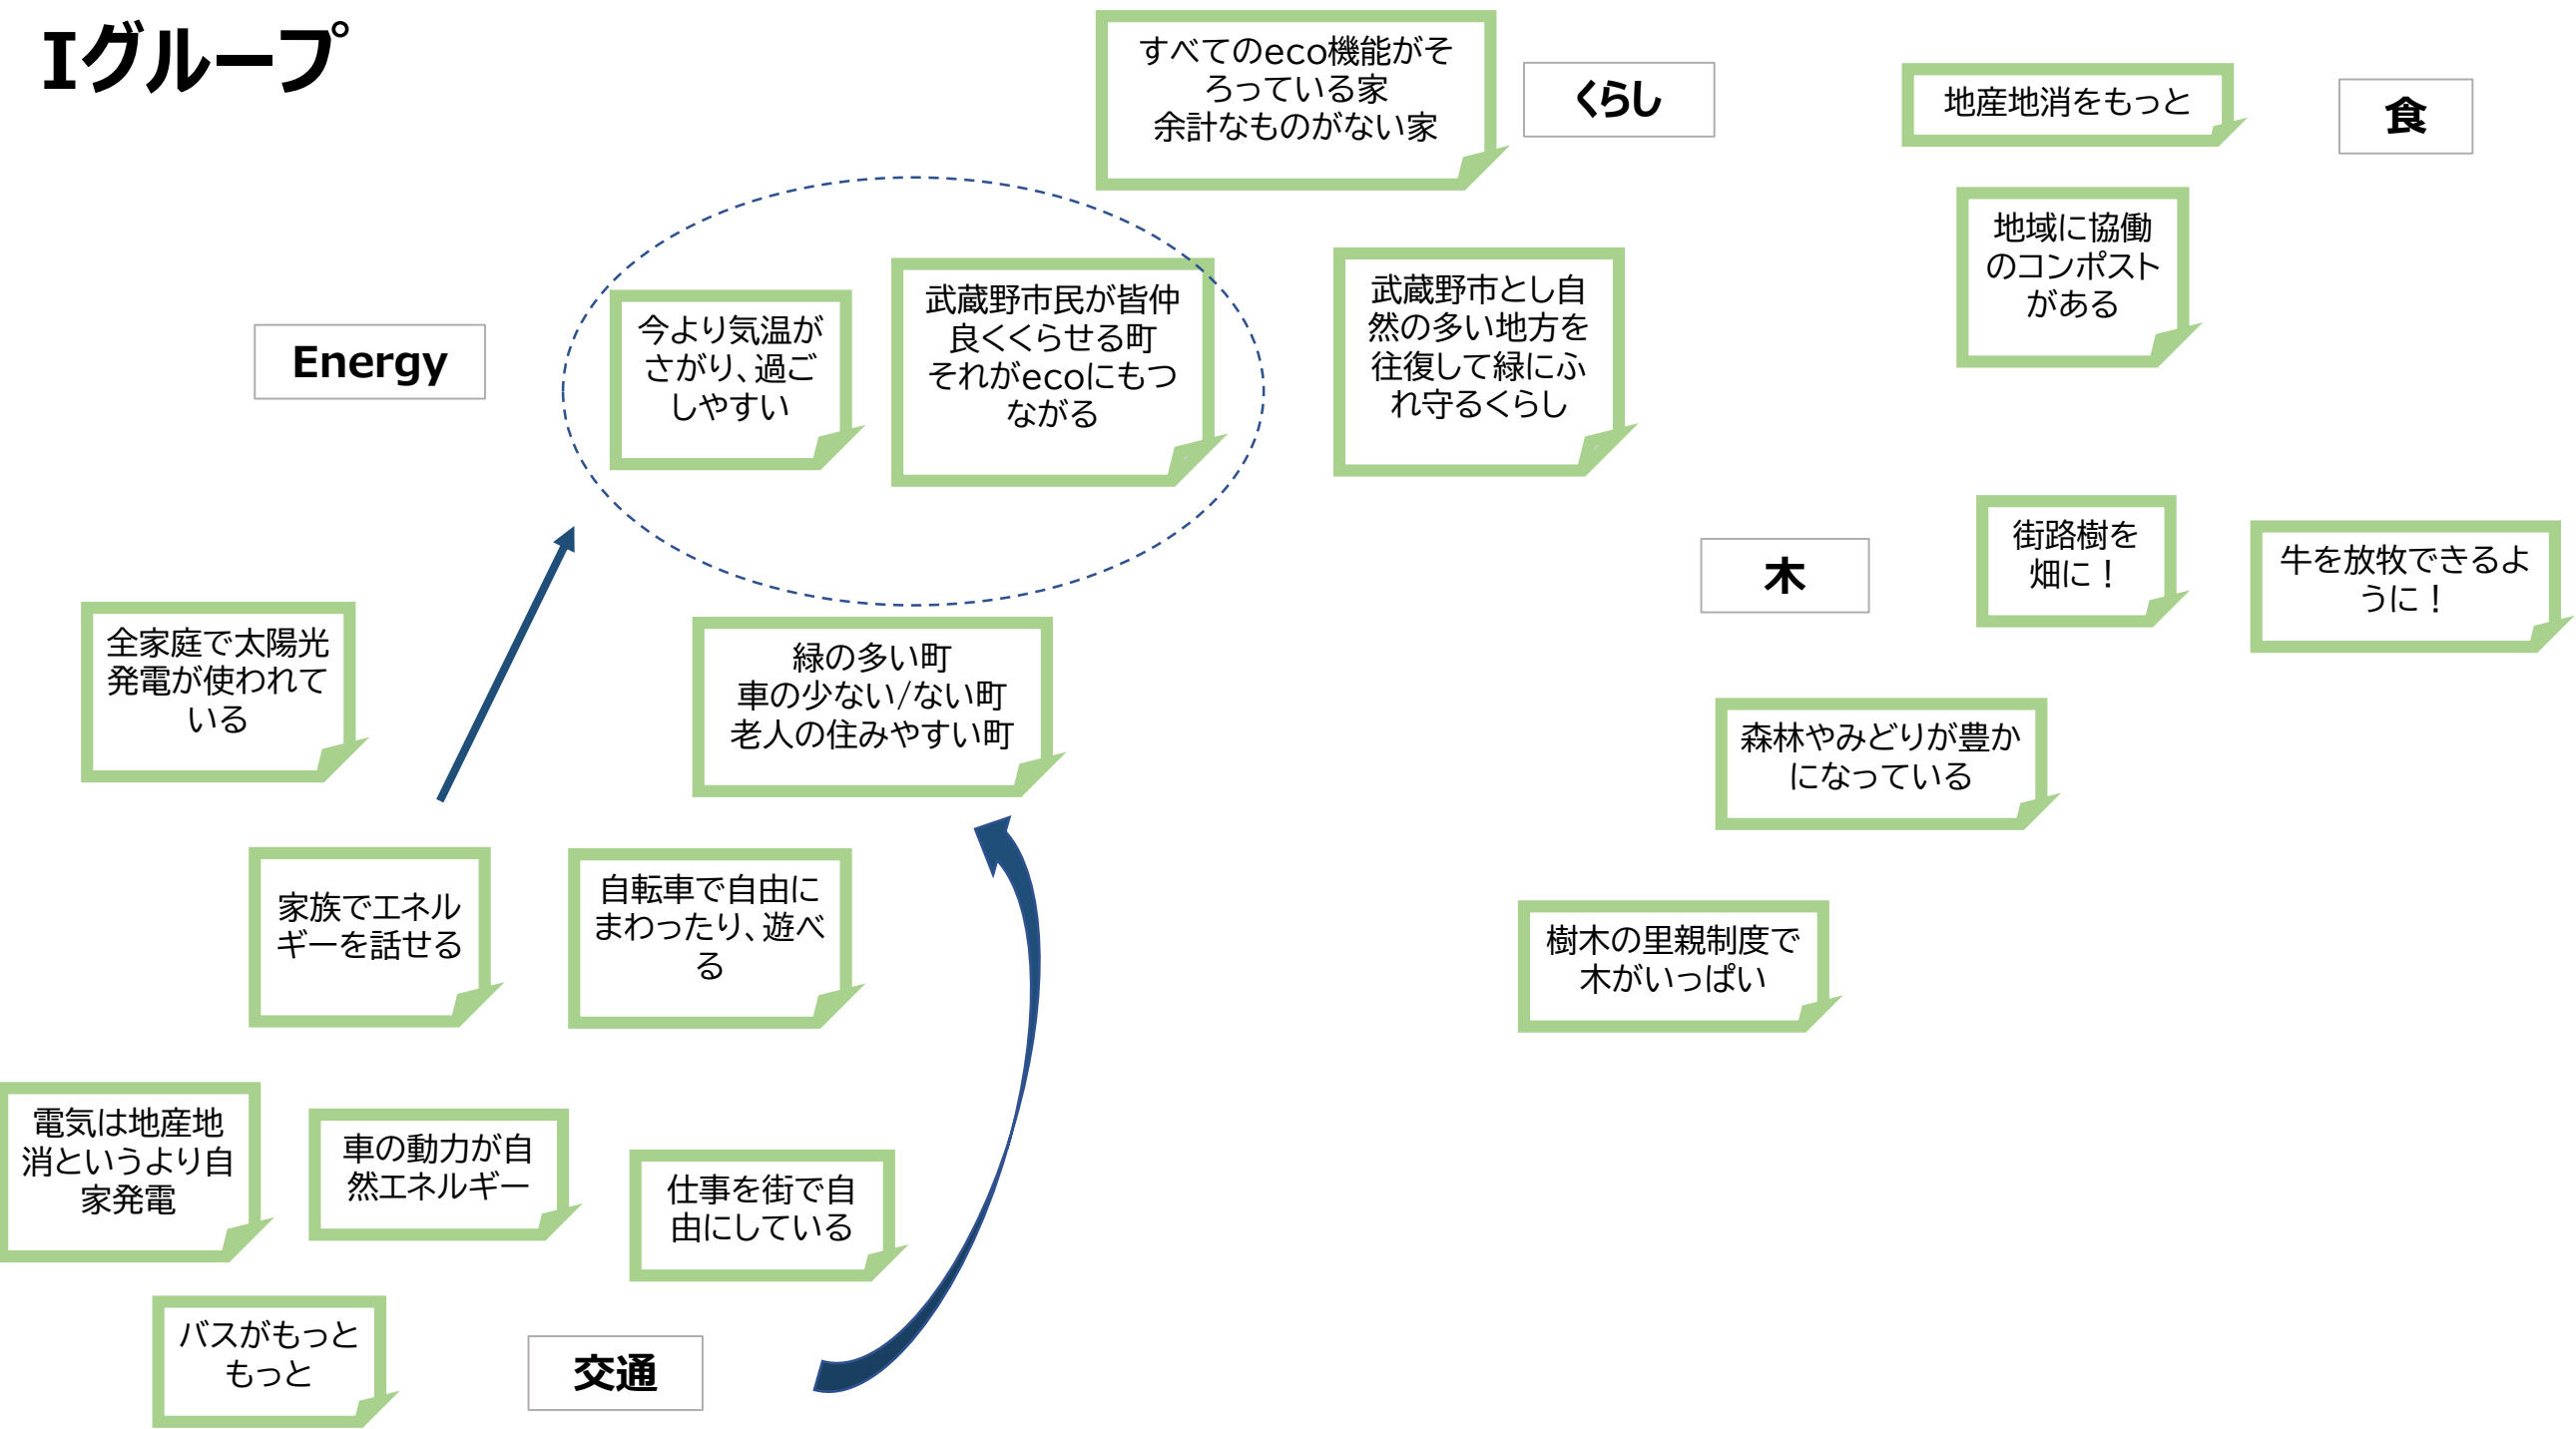 Iグループ
すべてのeco機能がそ
ろっている家
余計なものがない家
くらし
地産地消をもっと
食
地域に協働
のコンポスト
がある
Energy
今より気温が
さがり、過ご
しやすい
武蔵野市民が皆仲
良くくらせる町
それがecoにもつ
ながる
武蔵野市とし自
然の多い地方を
往復して緑にふ
れ守るくらし
木
街路樹を
畑に！
牛を放牧できるよ
うに！
全家庭で太陽光
発電が使われて
いる
緑の多い町
車の少ない/ない町
老人の住みやすい町
森林やみどりが豊か
になっている
家族でエネル
ギーを話せる
自転車で自由に
まわったり、遊べ
る
樹木の里親制度で
木がいっぱい
電気は地産地
消というより自
家発電
車の動力が自
然エネルギー
仕事を街で自
由にしている
バスがもっと
もっと
交通